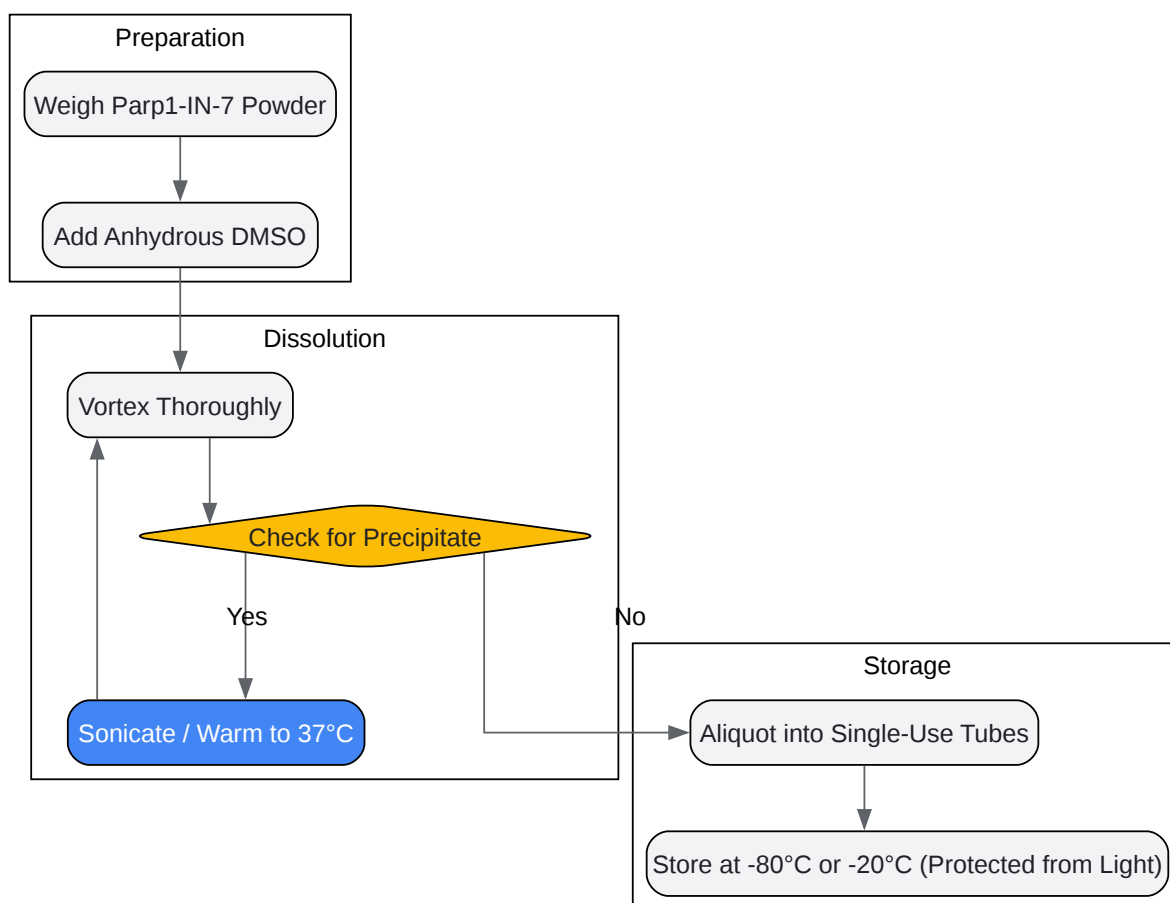 Preparation
Weigh Parp1-IN-7 Powder
Add Anhydrous DMSO
Dissolution
Vortex Thoroughly
Check for Precipitate
Yes
No
Sonicate / Warm to 37°C
Storage
Aliquot into Single-Use Tubes
Store at -80°C or -20°C (Protected from Light)